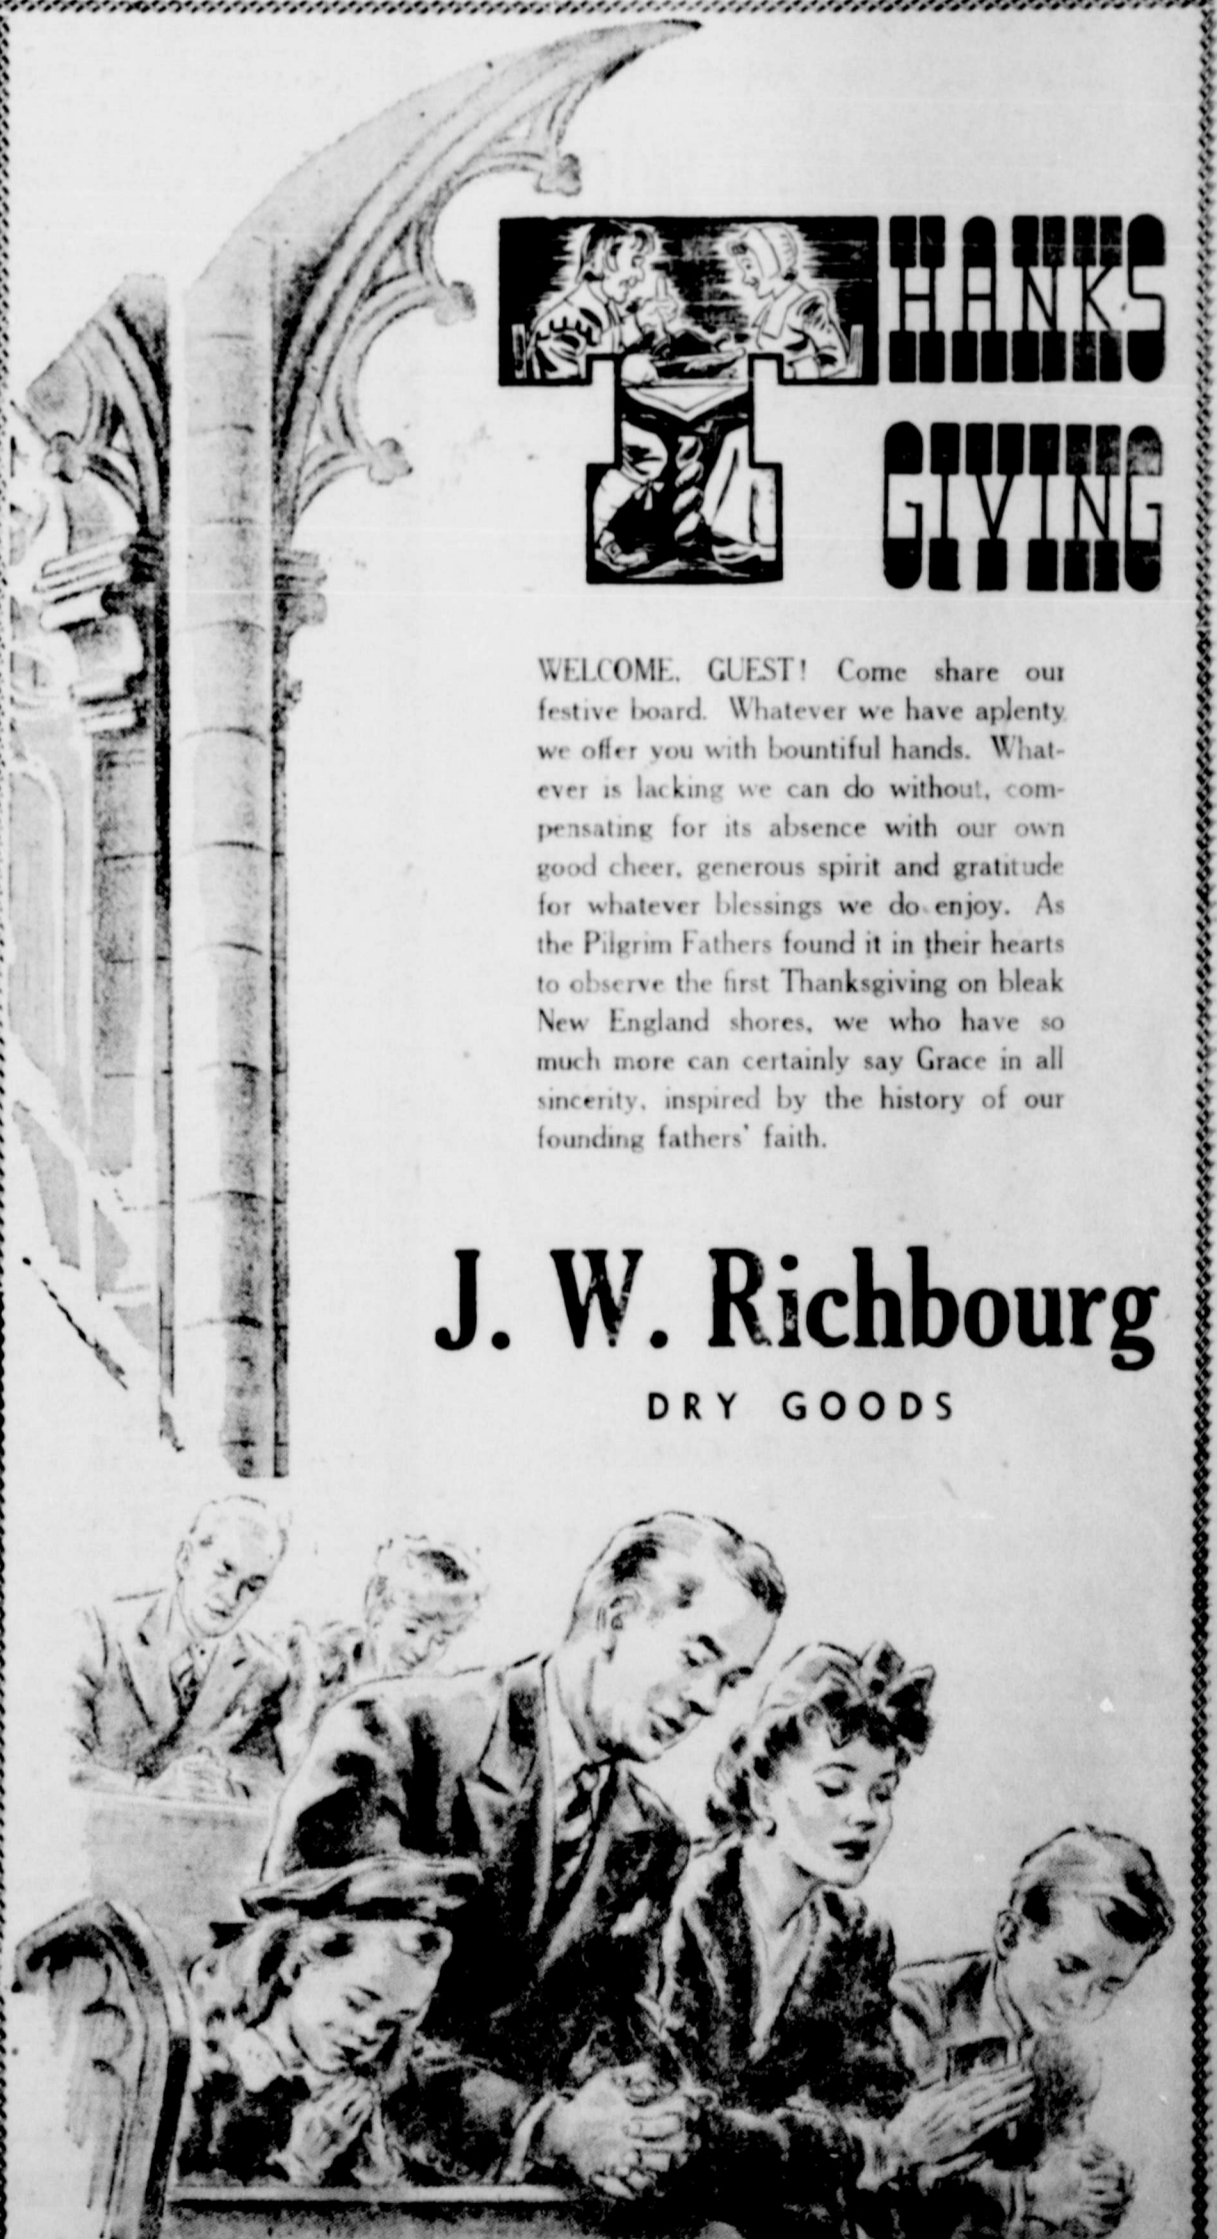 THANKS
GIVING
WELCOME, GUEST! Come share our
festive board. Whatever we have aplenty
we offer you with bountiful hands. What-
ever is lacking we can do without, com-
pensating for its absence with our own
good cheer, generous spirit and gratitude
for whatever blessings we do enjoy. As
the Pilgrim Fathers found it in their hearts
to observe the first Thanksgiving on bleak
New England shores, we who have so
much more can certainly say Grace in all
sincerity, inspired by the history of our
founding fathers' faith.
J. W. Richbourg
DRY GOODS